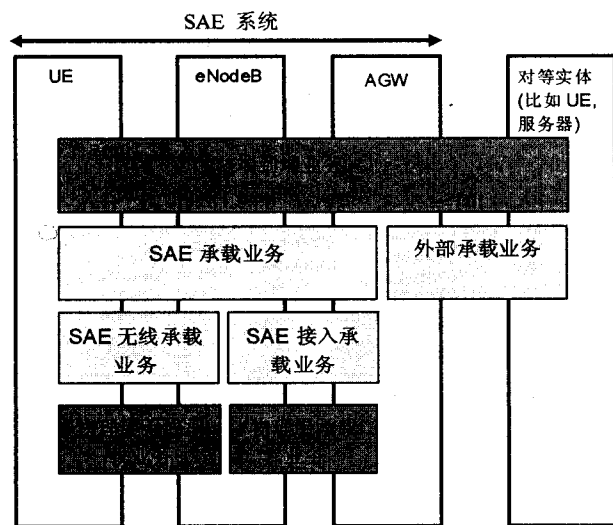 SAE 系统
UE
eNodeB
AGW
对等实体
(比如 UE,
服务器)
SAE 承载业务
外部承载业务
SAE 无线承载
业务
SAE 接入承
载业务